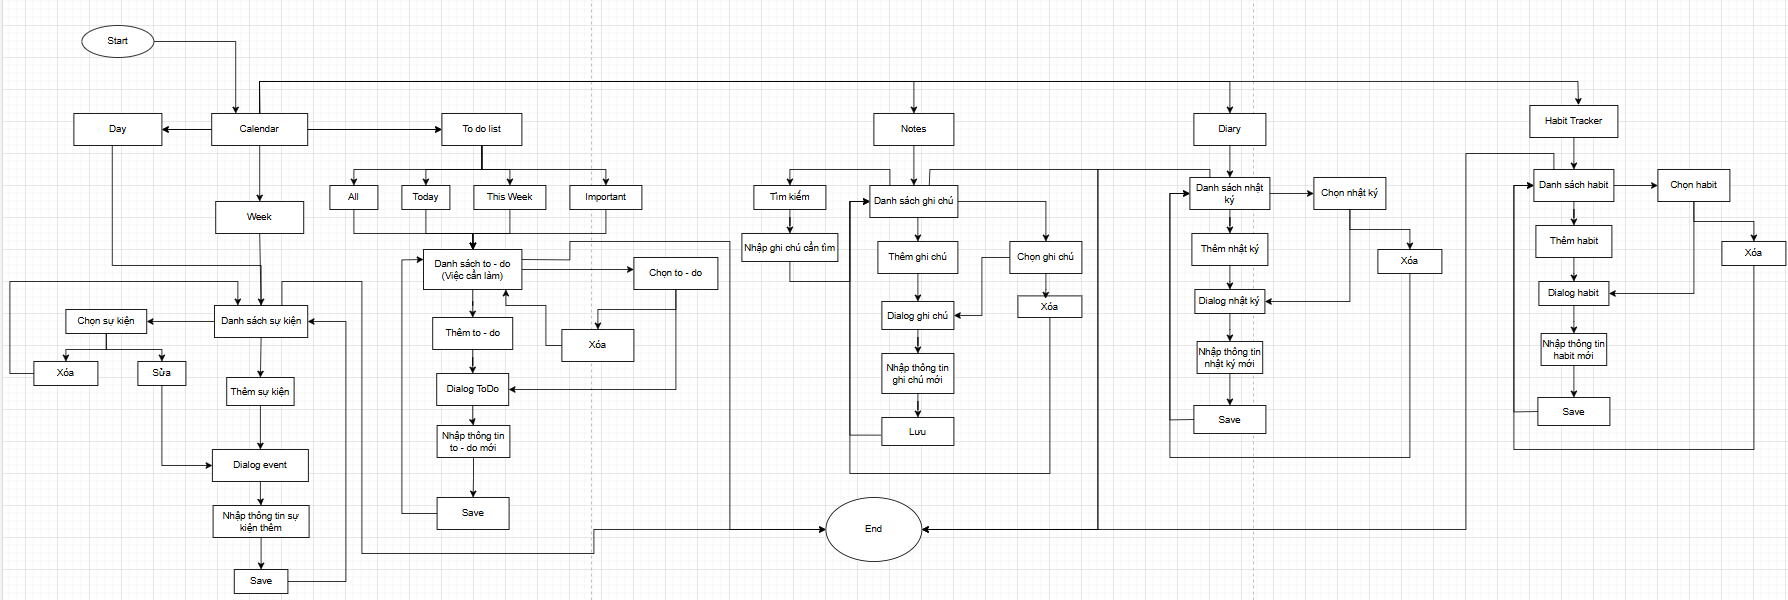 Start
Day
Calendar
To do list
Notes
Diary
Habit Tracker
Week
All
Today
This Week
Important
Tìm kiếm
Danh sách ghi chú
Danh sách nhật
ký
Chọn nhật ký
Danh sách habit
Chọn habit
Nhập ghi chú cần tìm
Thêm ghi chú
Chọn ghi chú
Thêm nhật ký
Xóa
Thêm habit
Xóa
Danh sách to - do
(Việc cần làm)
Chọn to - do
Dialog ghi chú
Xóa
Dialog nhật ký
Dialog habit
Chọn sự kiện
Danh sách sự kiện
Thêm to - do
Xóa
Nhập thông tin
ghi chú mới
Nhập thông tin
nhật ký mới
Nhập thông tin
habit mới
Xóa
Sửa
Thêm sự kiện
Dialog ToDo
Lưu
Save
Save
Nhập thông tin
to - do mới
Dialog event
Nhập thông tin sự
kiện thêm
Save
End
Save